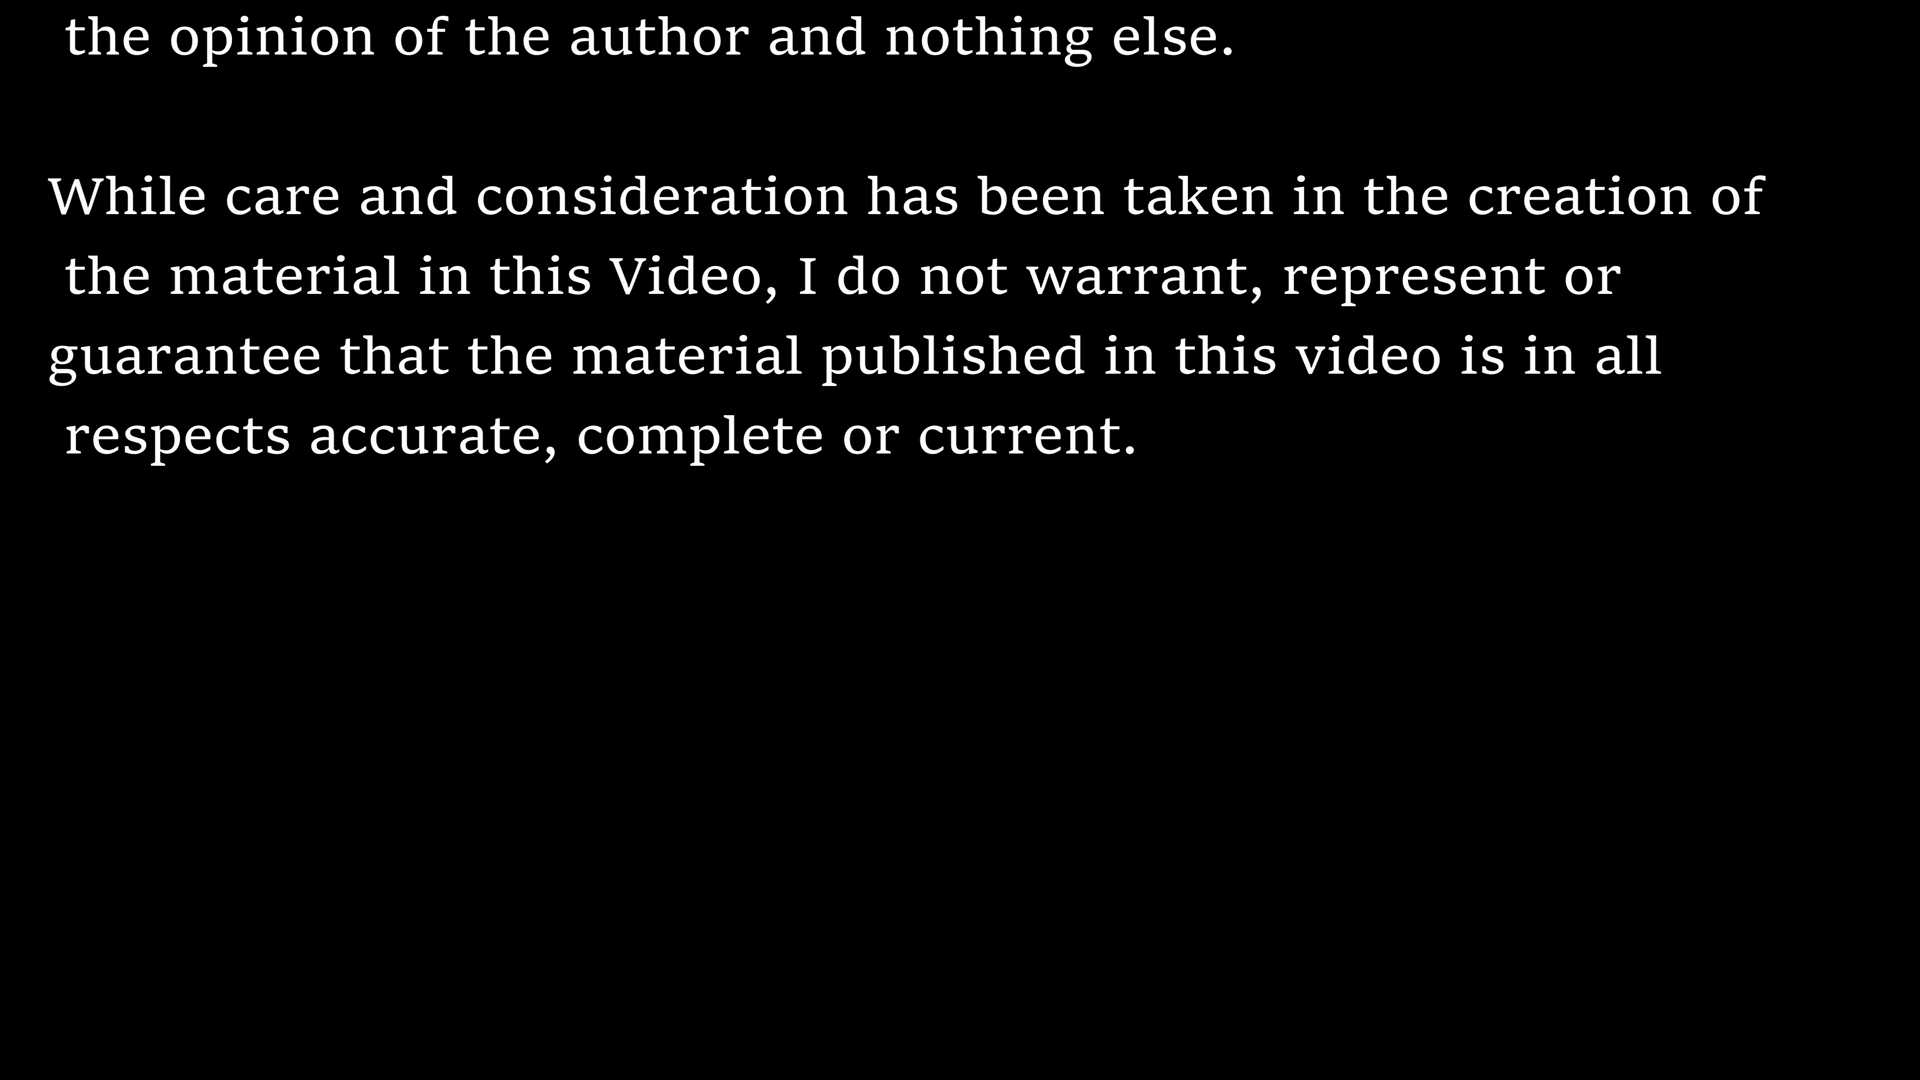 the opinion of the author and nothing else.
While care and consideration has been taken in the creation of
the material in this Video, I do not warrant, represent or
guarantee that the material published in this video is in all
respects accurate, complete or current.